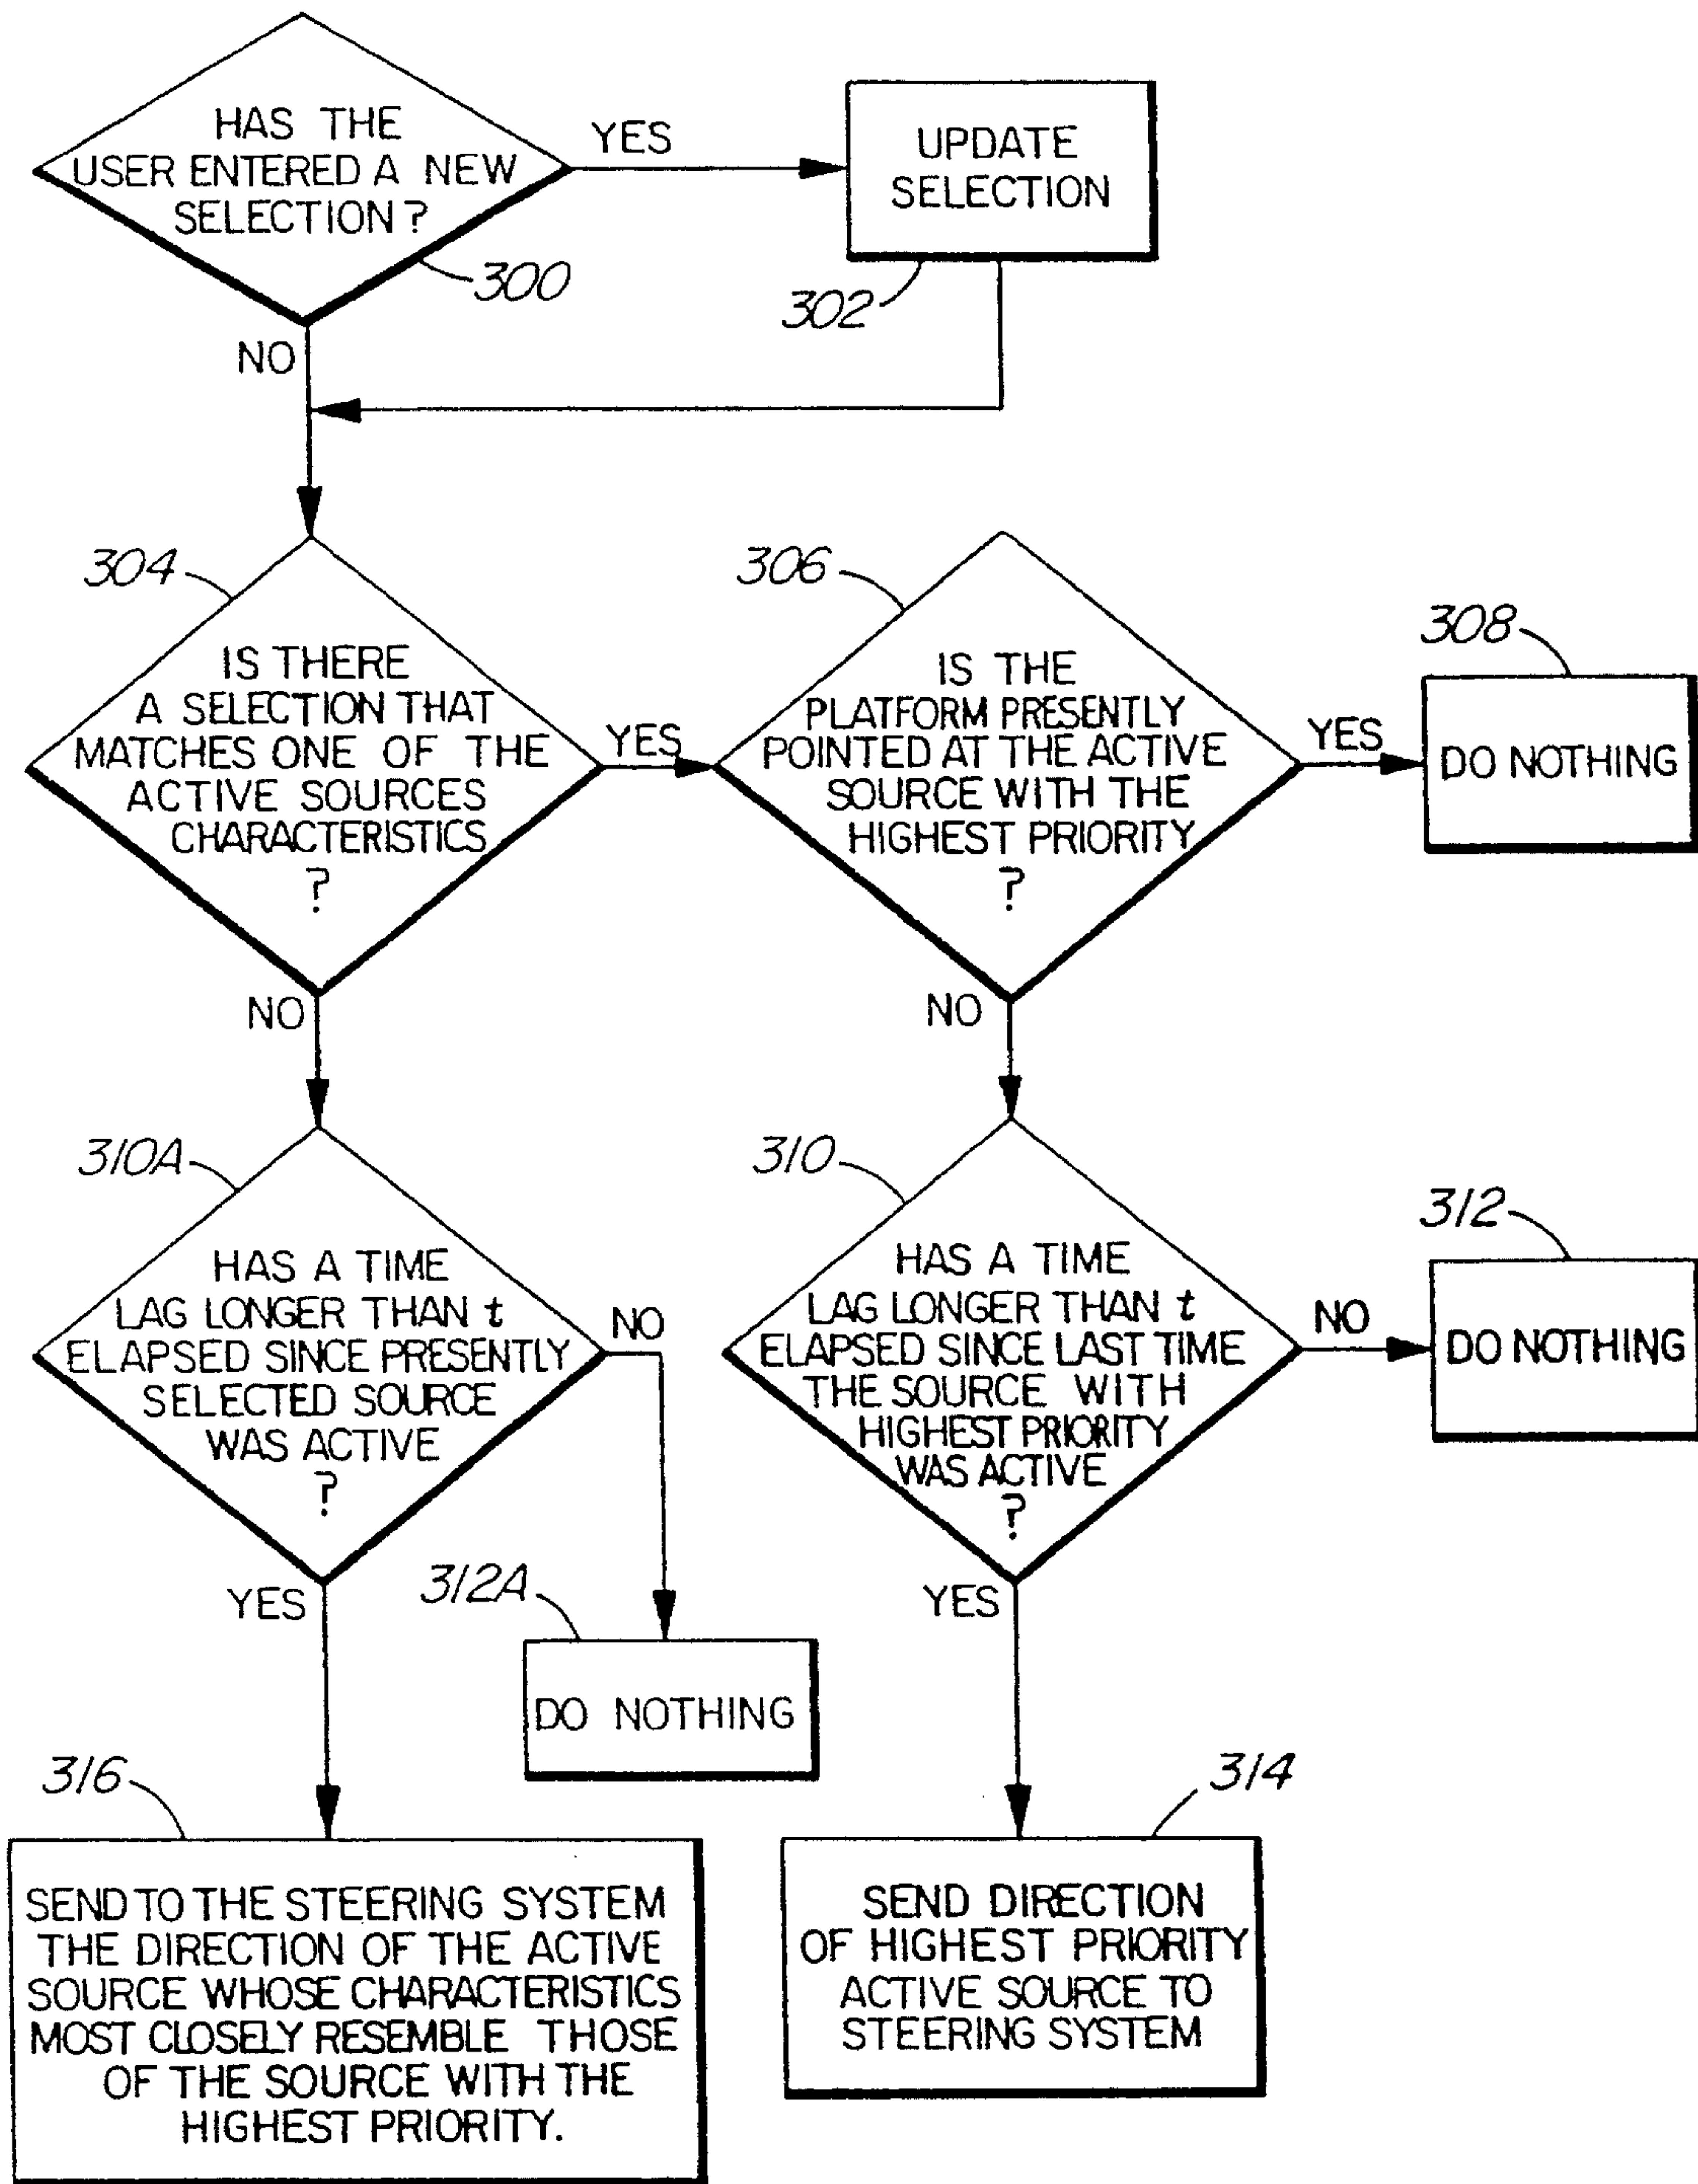 HAS THE
USER ENTERED A NEW
SELECTION?
300
YES
UPDATE
SELECTION
302
NO
304
IS THERE
A SELECTION THAT
MATCHES ONE OF THE
ACTIVE SOURCES
CHARACTERISTICS
?
YES
306
IS THE
PLATFORM PRESENTLY
POINTED AT THE ACTIVE
SOURCE WITH THE
HIGHEST PRIORITY
?
YES
308
DO NOTHING
NO
NO
310A
HAS A TIME
LAG LONGER THAN t
ELAPSED SINCE PRESENTLY
SELECTED SOURCE
WAS ACTIVE
?
NO
310
HAS A TIME
LAG LONGER THAN t
ELAPSED SINCE LAST TIME
THE SOURCE WITH
HIGHEST PRIORITY
WAS ACTIVE
?
NO
312
DO NOTHING
YES
312A
DO NOTHING
YES
316
SEND TO THE STEERING SYSTEM
THE DIRECTION OF THE ACTIVE
SOURCE WHOSE CHARACTERISTICS
MOST CLOSELY RESEMBLE THOSE
OF THE SOURCE WITH THE
HIGHEST PRIORITY.
314
SEND DIRECTION
OF HIGHEST PRIORITY
ACTIVE SOURCE TO
STEERING SYSTEM